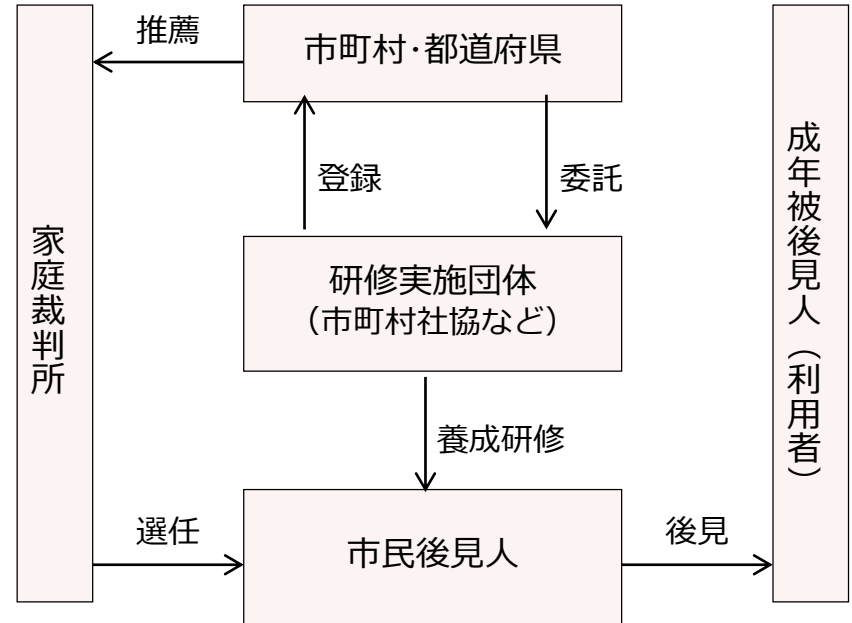 推薦
市町村･都道府県
登録
委託
家庭裁判所
研修実施団体
（市町村社協など）
成年被後見人（利用者）
養成研修
選任
市民後見人
後見